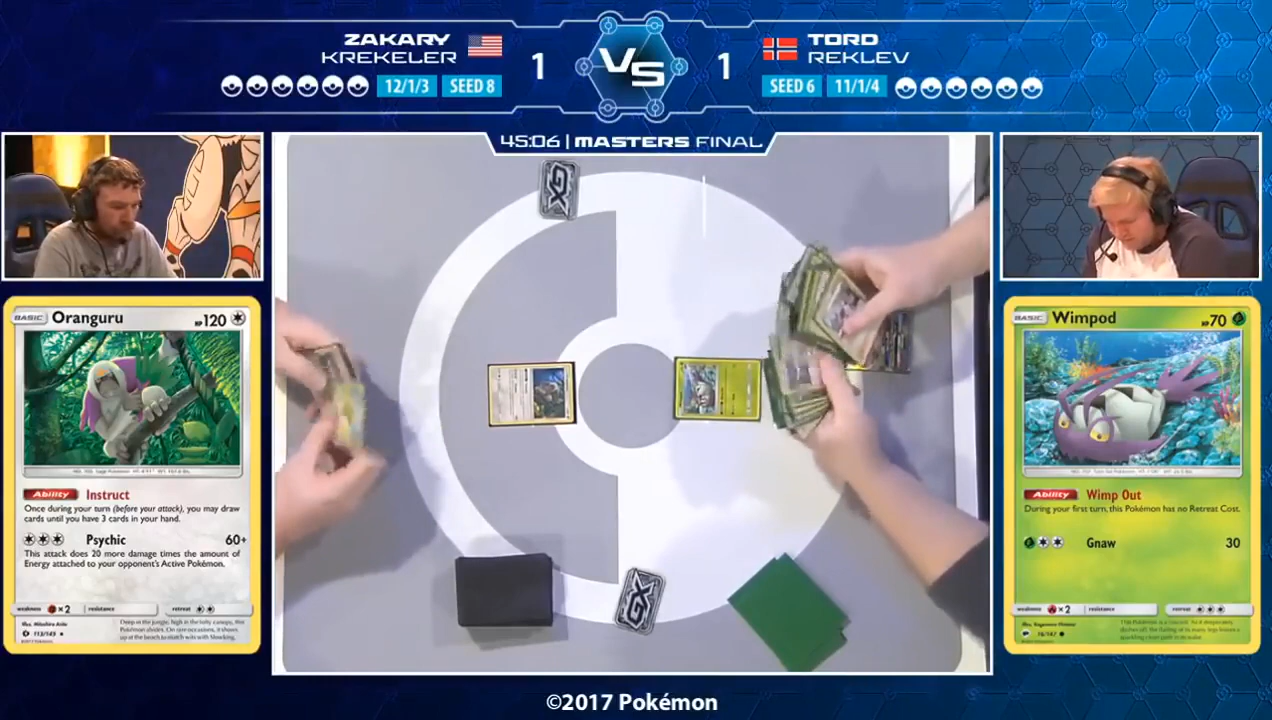 ZAKARY
KREKELER
12/1/3
SEED 8
1
VS
1
TORD
REKLEV
SEED 6
11/1/4
45:06 | MASTERS FINAL
GX
GX
BASIC
Oranguru
HP120
Ability
Instruct
Once during your turn (before your attack), you may draw
cards until you have 3 cards in your hand.
Psychic
60+
This attack does 20 more damage times the amount of
Energy attached to your opponent's Active Pokémon.
weakness
×2
resistance
retreat
113/149
BASIC
Wimpod
HP70
Ability
Wimp Out
During your first turn, this Pokémon has no Retreat Cost.
Gnaw
30
weakness
×2
resistance
retreat
16/147
©2017 Pokémon